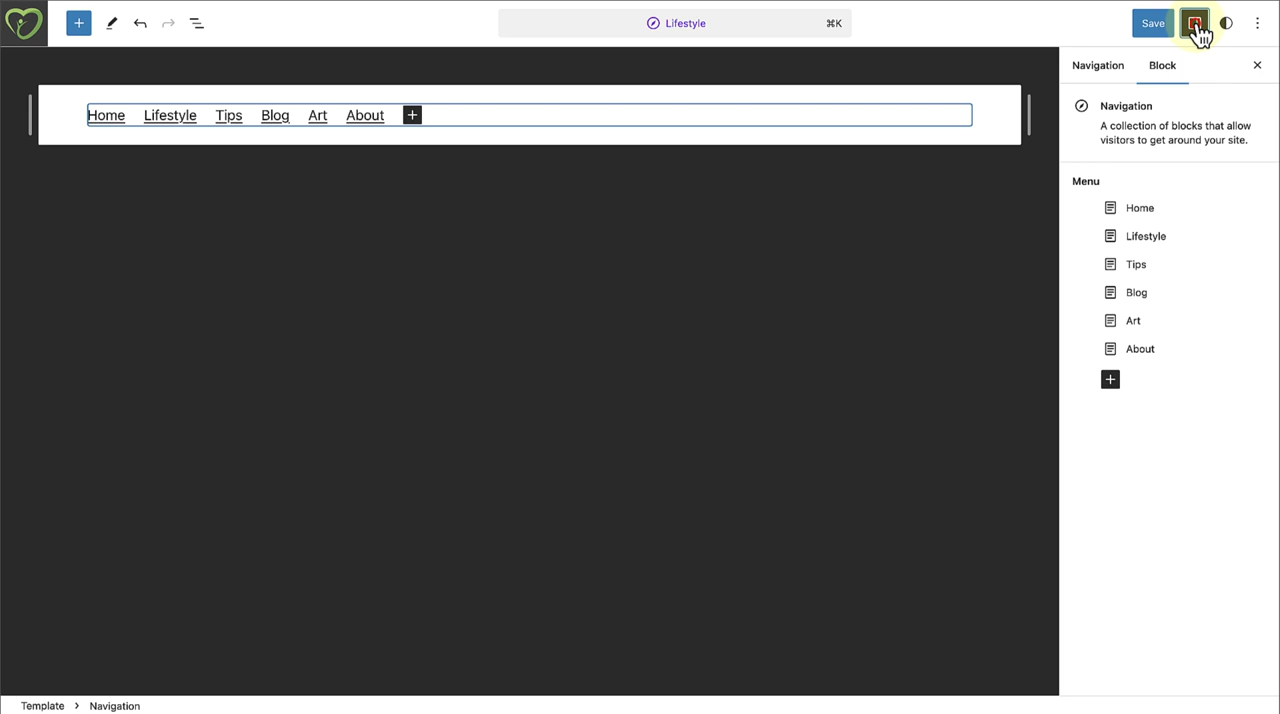 Lifestyle
⌘K
Save
Home Lifestyle Tips Blog Art About
Navigation Block
Navigation
A collection of blocks that allow
visitors to get around your site.
Menu
Home
Lifestyle
Tips
Blog
Art
About
Template > Navigation